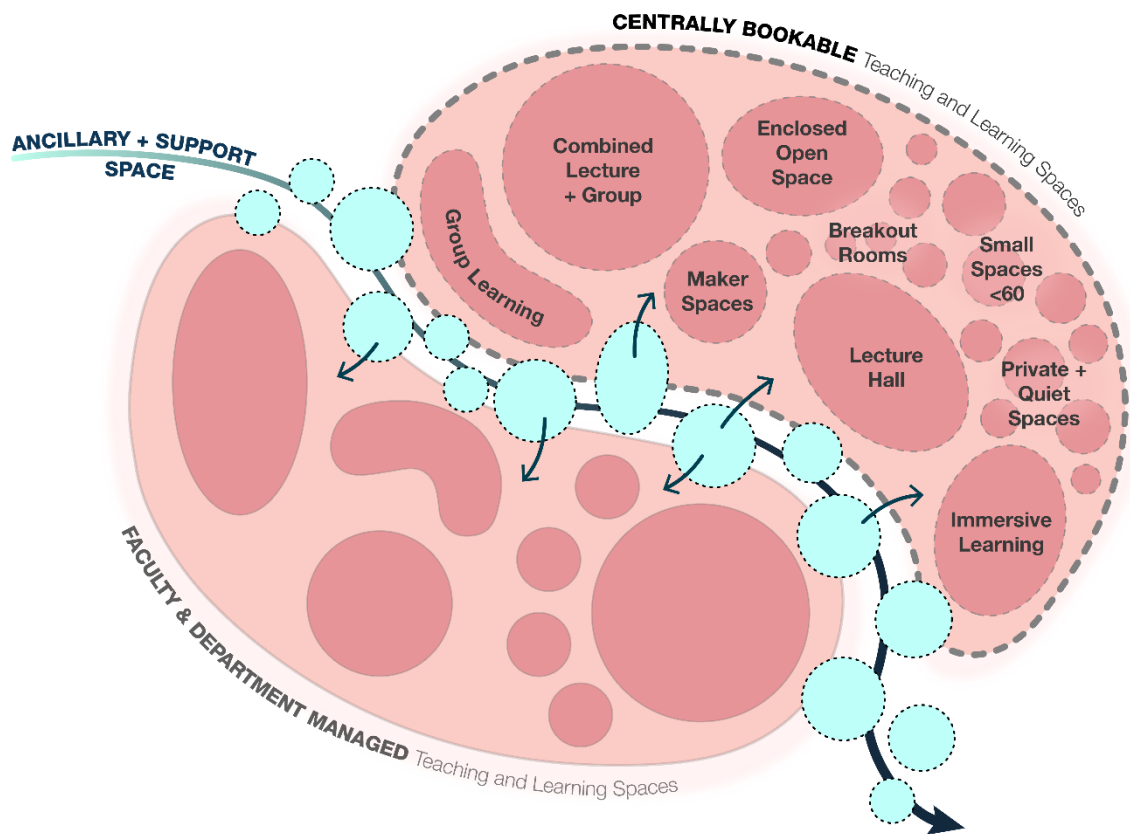 CENTRALLY BOOKABLE Teaching and Learning Spaces
ANCILLARY + SUPPORT
SPACE
Combined
Lecture
+ Group
Enclosed
Open
Space
Group Learning
Breakout
Rooms
Small
Spaces
<60
Maker
Spaces
Lecture
Hall
Private +
Quiet
Spaces
Immersive
Learning
FACULTY & DEPARTMENT MANAGED Teaching and Learning Spaces